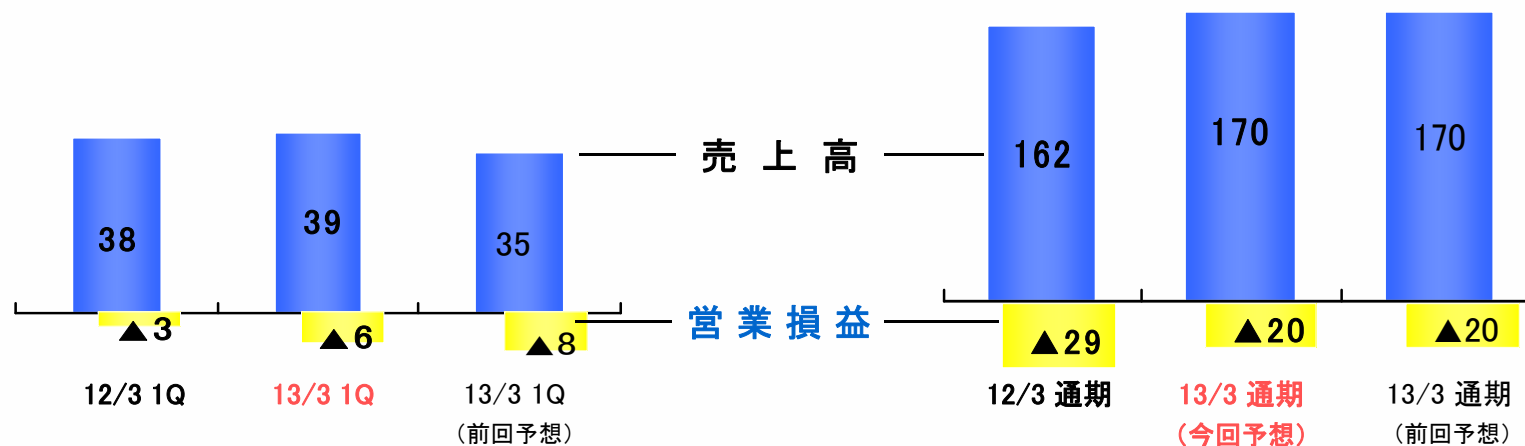 38
39
35
売上高
162
170
170
▲3
▲6
▲8
営業損益
▲29
▲20
▲20
12/3 1Q
13/3 1Q
13/3 1Q
(前回予想)
12/3 通期
13/3 通期
(今回予想)
13/3 通期
(前回予想)